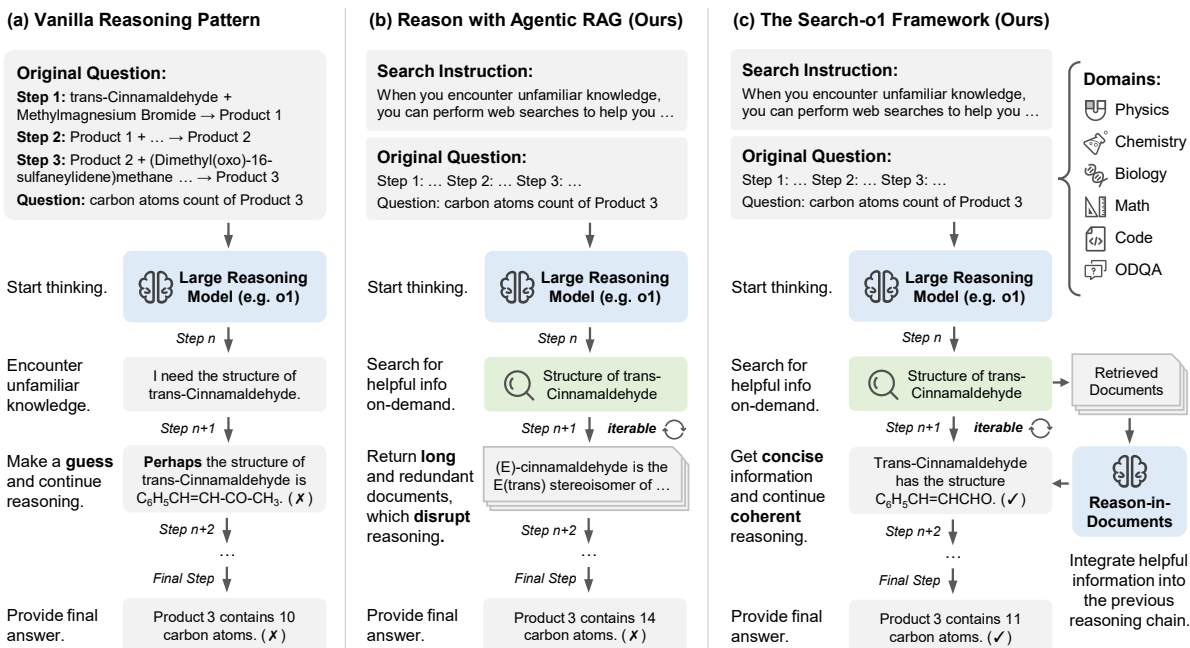 (a) Vanilla Reasoning Pattern
Original Question:
Step 1: trans-Cinnamaldehyde +
Methylmagnesium Bromide → Product 1
Step 2: Product 1 + … → Product 2
Step 3: Product 2 + (Dimethyl(oxo)-16-
sulfaneylidene)methane … → Product 3
Question: carbon atoms count of Product 3
Start thinking.
Large Reasoning
Model (e.g. o1)
Step n
Encounter
unfamiliar
knowledge.
I need the structure of
trans-Cinnamaldehyde.
Step n+1
Make a guess
and continue
reasoning.
Perhaps the structure of
trans-Cinnamaldehyde is
C₆H₅CH=CH-CO-CH₃. (✗)
Step n+2
…
Final Step
Provide final
answer.
Product 3 contains 10
carbon atoms. (✗)
(b) Reason with Agentic RAG (Ours)
Search Instruction:
When you encounter unfamiliar knowledge,
you can perform web searches to help you …
Original Question:
Step 1: … Step 2: … Step 3: …
Question: carbon atoms count of Product 3
Start thinking.
Large Reasoning
Model (e.g. o1)
Step n
Search for
helpful info
on-demand.
Structure of trans-
Cinnamaldehyde
Step n+1 iterable
Return long
and redundant
documents,
which disrupt
reasoning.
(E)-cinnamaldehyde is the
E(trans) stereoisomer of …
Step n+2
…
Final Step
Provide final
answer.
Product 3 contains 14
carbon atoms. (✗)
(c) The Search-o1 Framework (Ours)
Search Instruction:
When you encounter unfamiliar knowledge,
you can perform web searches to help you …
Original Question:
Step 1: … Step 2: … Step 3: …
Question: carbon atoms count of Product 3
Domains:
Physics
Chemistry
Biology
Math
Code
ODQA
Start thinking.
Large Reasoning
Model (e.g. o1)
Step n
Search for
helpful info
on-demand.
Structure of trans-
Cinnamaldehyde
Retrieved
Documents
Step n+1 iterable
Get concise
information
and continue
coherent
reasoning.
Trans-Cinnamaldehyde
has the structure
C₆H₅CH=CHCHO. (✓)
Reason-in-
Documents
Integrate helpful
information into
the previous
reasoning chain.
Step n+2
…
Final Step
Provide final
answer.
Product 3 contains 11
carbon atoms. (✓)